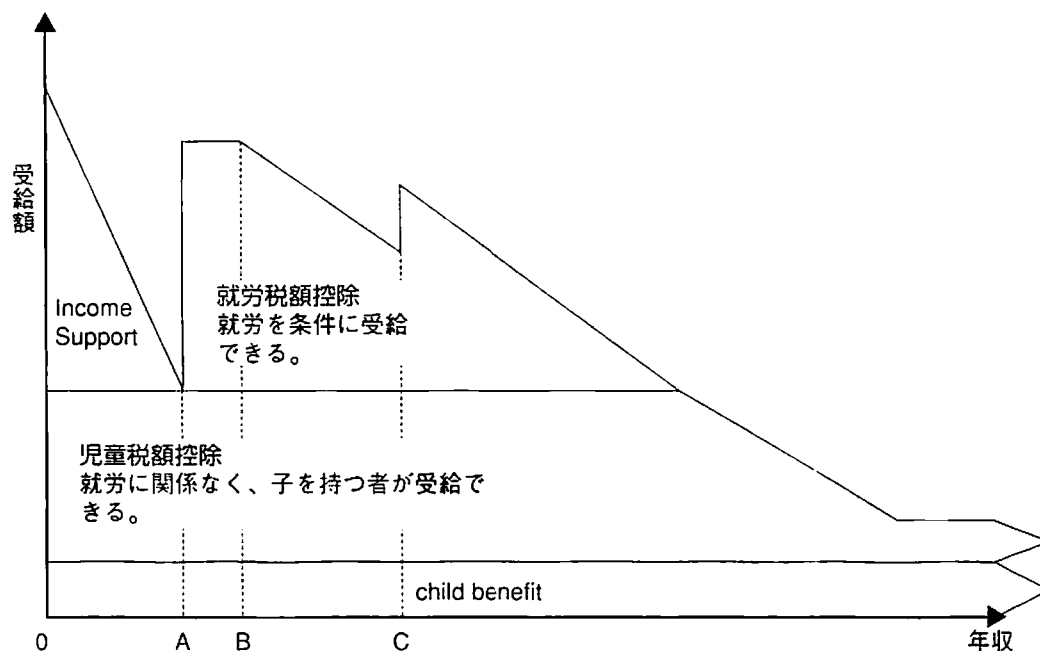 受給額
Income
Support
就労税額控除
就労を条件に受給
できる。
児童税額控除
就労に関係なく、子を持つ者が受給で
きる。
child benefit
0 A B C 年収